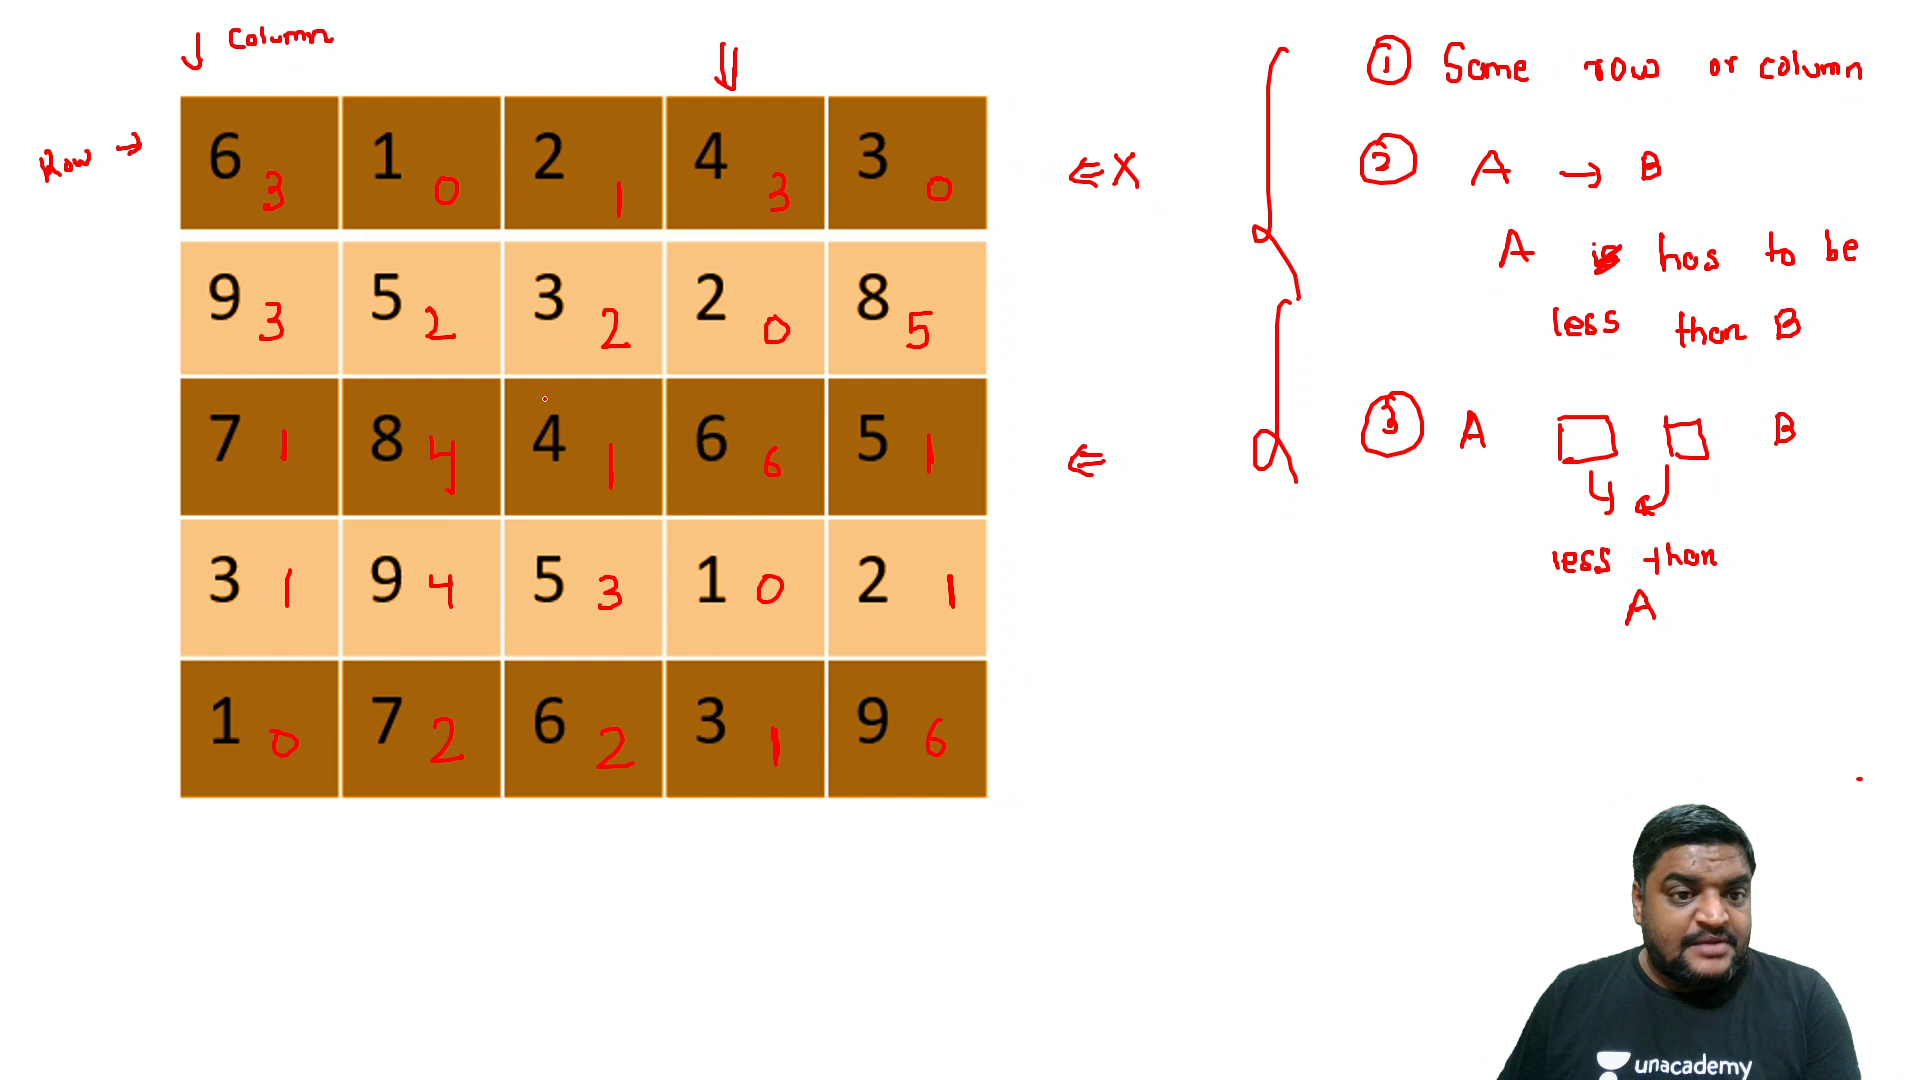 ↓ Column
Row →
6 3 1 0 2 1 4 3 3 0
9 3 5 2 3 2 2 0 8 5
7 1 8 4 4 1 6 6 5 1
3 1 9 4 5 3 1 0 2 1
1 0 7 2 6 2 3 1 9 6
⇐ X
⇐
① Same row or column
② A → B
A has to be
less than B
③ A B
less than
A
unacademy